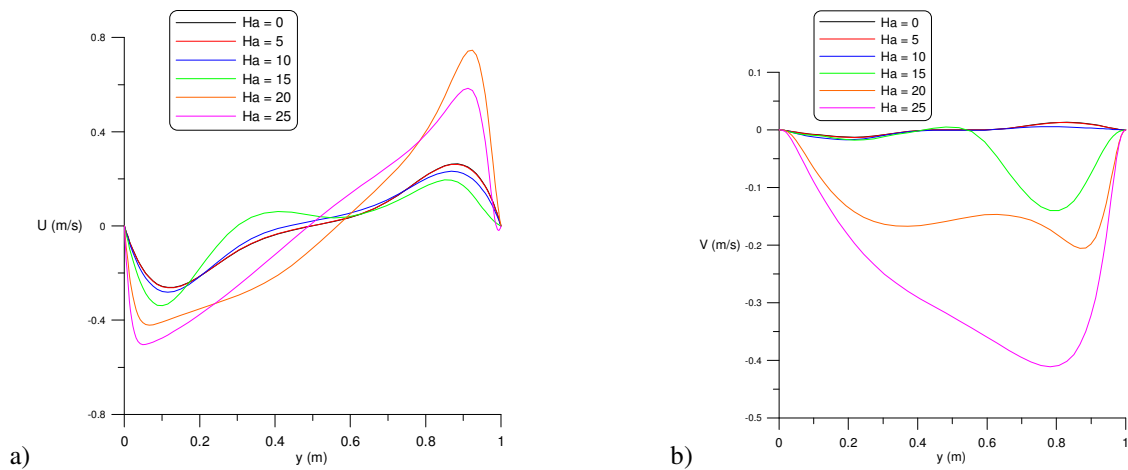 Ha = 0
Ha = 5
Ha = 10
Ha = 15
Ha = 20
Ha = 25
0.8
0.4
0
-0.4
-0.8
U (m/s)
0 0.2 0.4 0.6 0.8 1
y (m)
a)
Ha = 0
Ha = 5
Ha = 10
Ha = 15
Ha = 20
Ha = 25
0.1
0
-0.1
-0.2
-0.3
-0.4
-0.5
V (m/s)
0 0.2 0.4 0.6 0.8 1
y (m)
b)